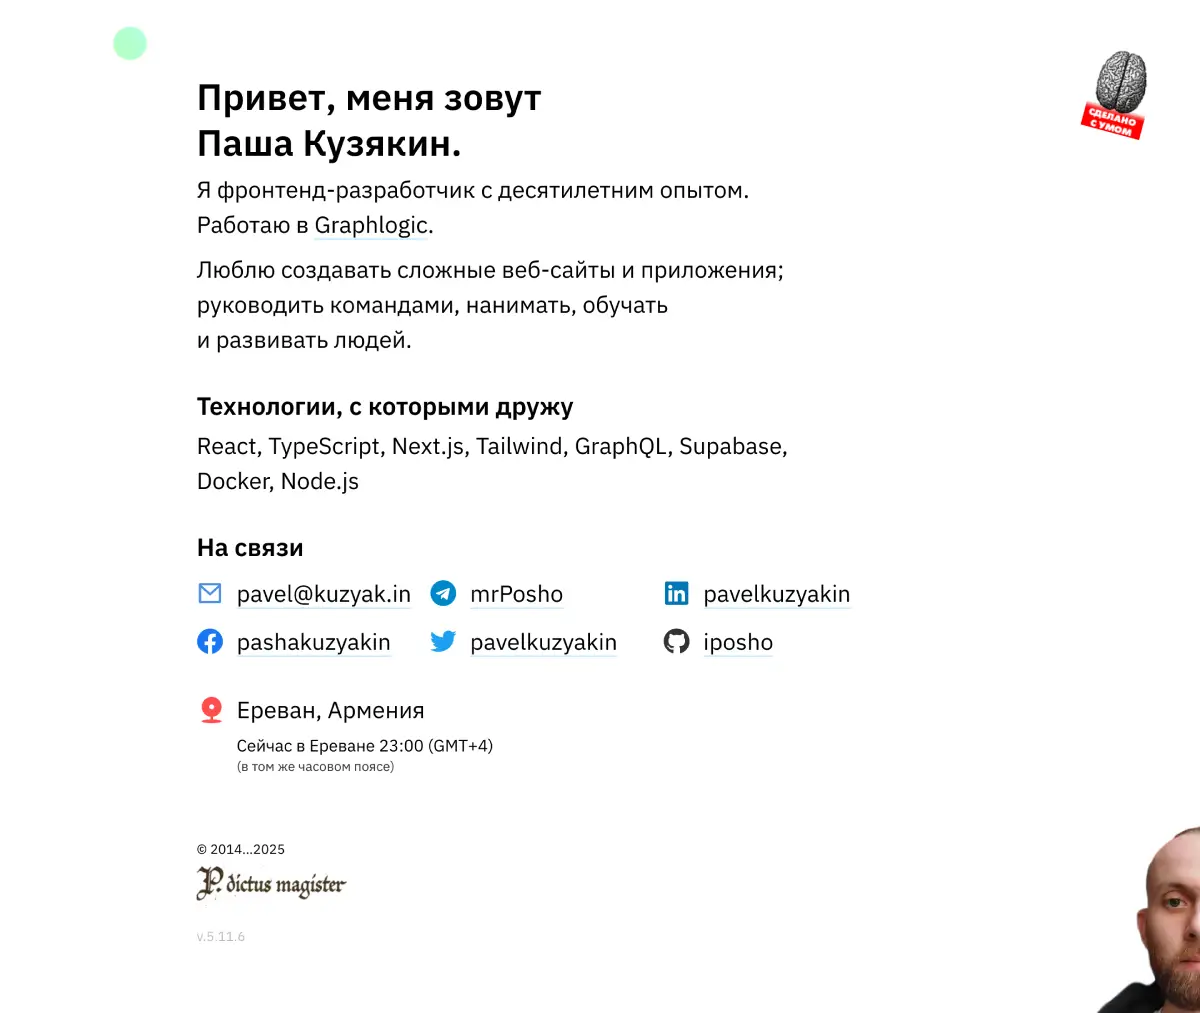 СДЕЛАНО
С УМОМ
Привет, меня зовут
Паша Кузякин.
Я фронтенд-разработчик с десятилетним опытом.
Работаю в Graphlogic.
Люблю создавать сложные веб-сайты и приложения;
руководить командами, нанимать, обучать
и развивать людей.
Технологии, с которыми дружу
React, TypeScript, Next.js, Tailwind, GraphQL, Supabase,
Docker, Node.js
На связи
pavel@kuzyak.in mrPosho pavelkuzyakin
pashakuzyakin pavelkuzyakin iposho
Ереван, Армения
Сейчас в Ереване 23:00 (GMT+4)
(в том же часовом поясе)
© 2014...2025
P. dictus magister
v.5.11.6